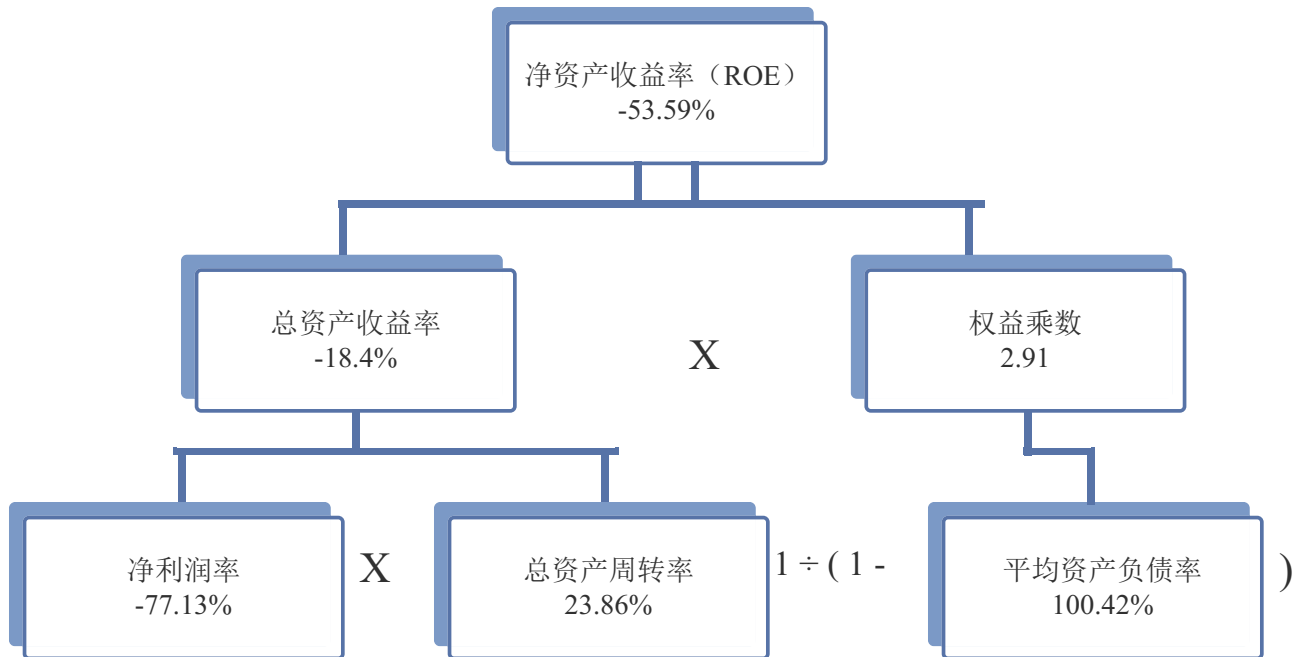 净资产收益率（ROE）
-53.59%
总资产收益率
-18.4%
X
权益乘数
2.91
净利润率
-77.13%
X
总资产周转率
23.86%
1 ÷ ( 1 -
平均资产负债率
100.42%
)